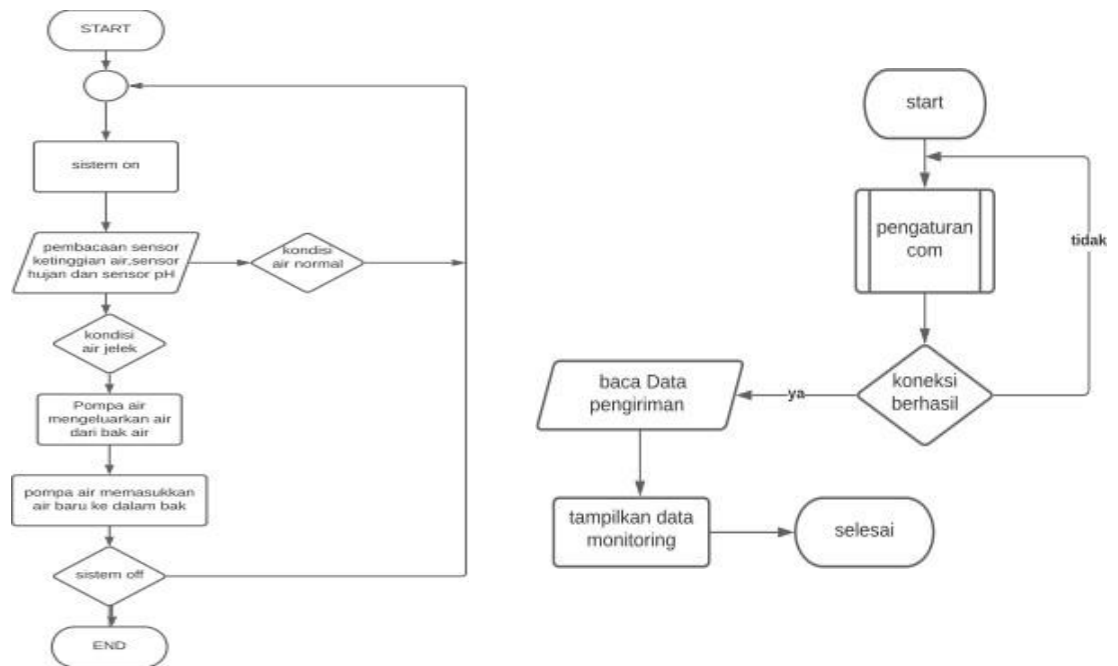 START
sistem on
pembacaan sensor
ketinggian air,sensor
hujan dan sensor pH
kondisi
air normal
kondisi
air jelek
Pompa air
mengeluarkan air
dari bak air
pompa air memasukkan
air baru ke dalam bak
sistem off
END
start
pengaturan
com
tidak
koneksi
berhasil
ya
baca Data
pengiriman
tampilkan data
monitoring
selesai